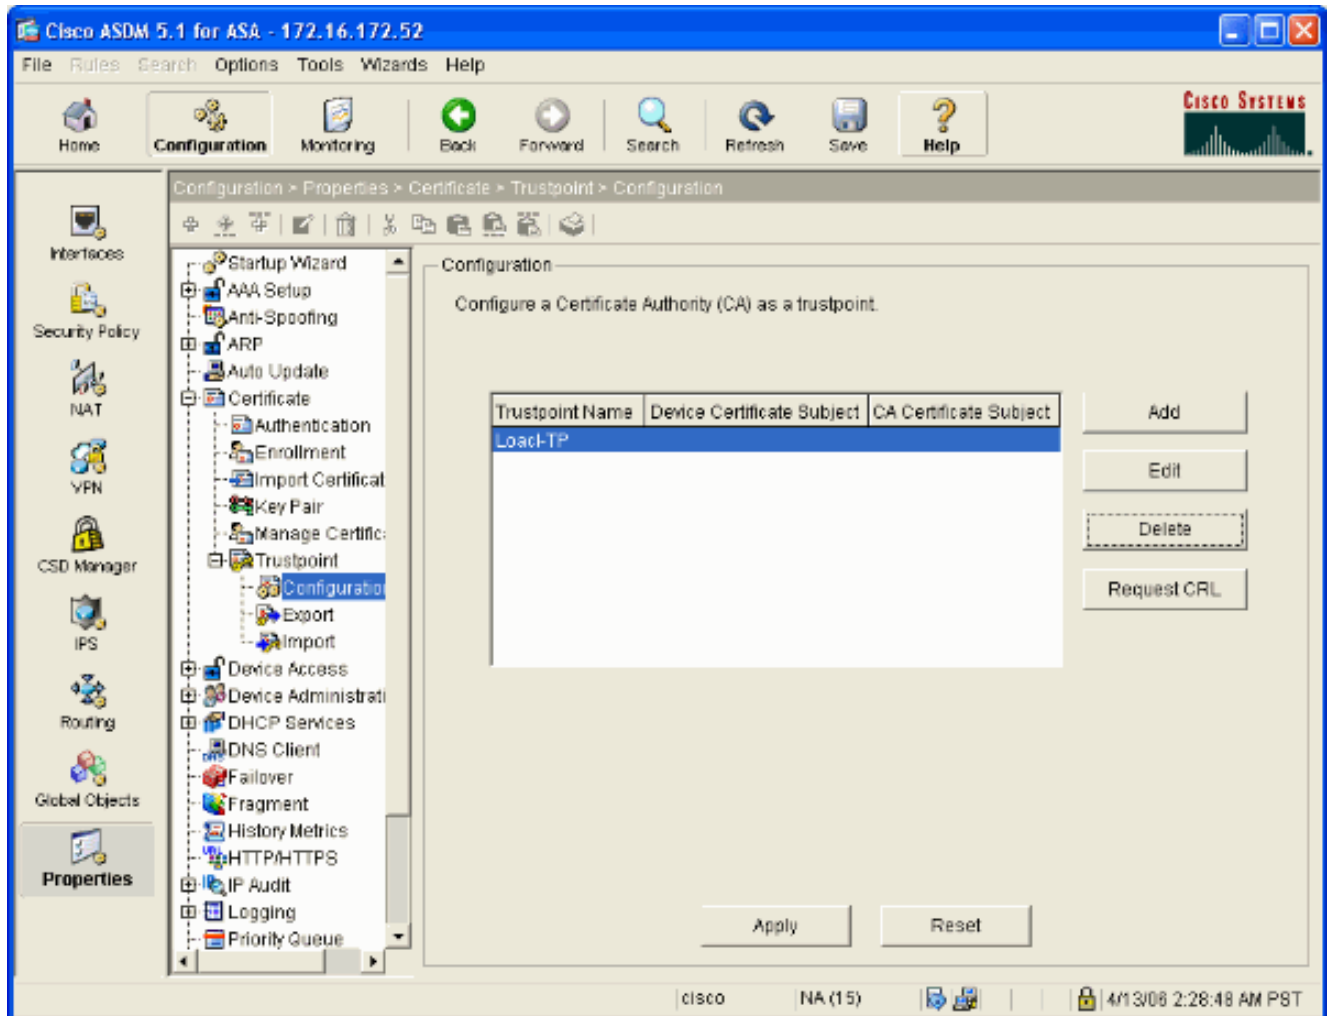 Cisco ASDM 5.1 for ASA - 172.16.172.52
File Rules Search Options Tools Wizards Help
Home Configuration Monitoring Back Forward Search Refresh Save Help
CISCO SYSTEMS
Configuration > Properties > Certificate > Trustpoint > Configuration
Interfaces
Security Policy
NAT
VPN
CSD Manager
IPS
Routing
Global Objects
Properties
Startup Wizard
AAA Setup
Anti-Spoofing
ARP
Auto Update
Certificate
Authentication
Enrollment
Import Certificat
Key Pair
Manage Certific
Trustpoint
Configuratio
Export
Import
Device Access
Device Administrati
DHCP Services
DNS Client
Failover
Fragment
History Metrics
HTTP/HTTPS
IP Audit
Logging
Priority Queue
Configuration
Configure a Certificate Authority (CA) as a trustpoint.
Trustpoint Name Device Certificate Subject CA Certificate Subject
Loacl-TP
Add
Edit
Delete
Request CRL
Apply Reset
cisco NA (15) 4/13/06 2:28:48 AM PST